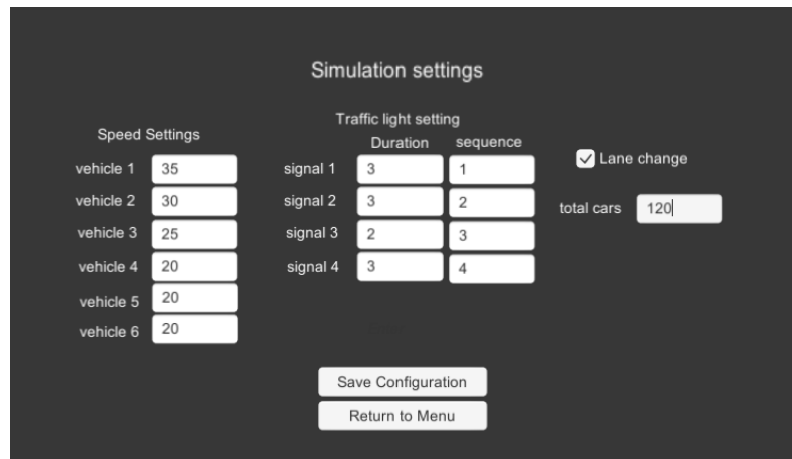 Simulation settings
Speed Settings
vehicle 1 35
vehicle 2 30
vehicle 3 25
vehicle 4 20
vehicle 5 20
vehicle 6 20
Traffic light setting
Duration sequence
signal 1 3 1
signal 2 3 2
signal 3 2 3
signal 4 3 4
Lane change
total cars 120
Save Configuration
Return to Menu